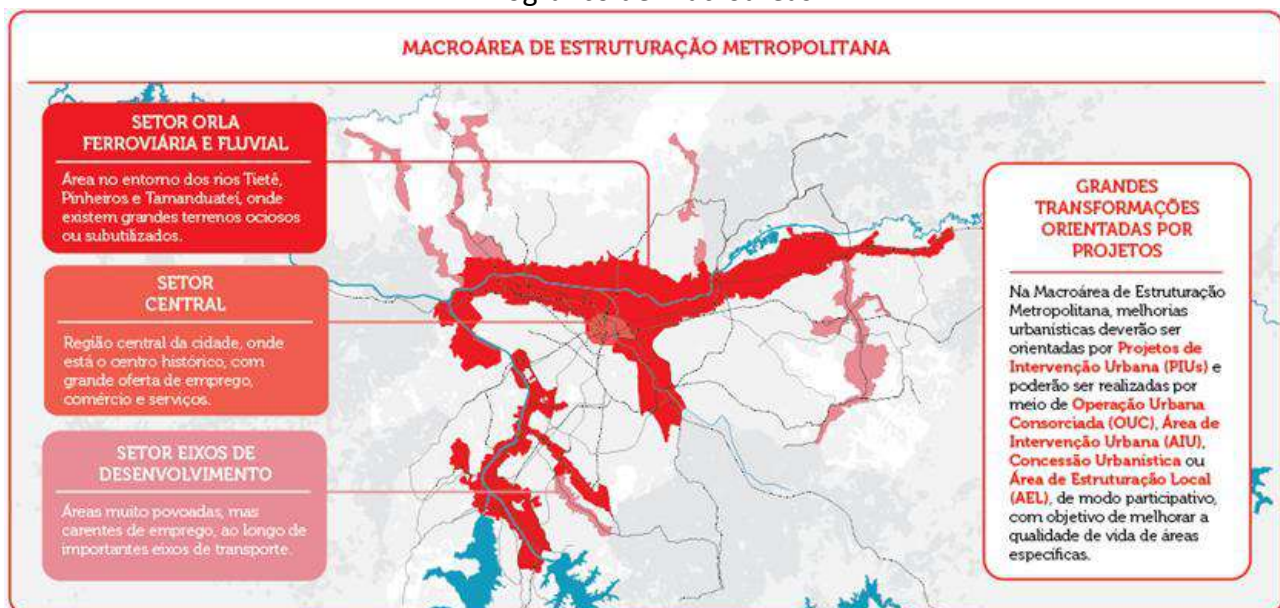 MACROÁREA DE ESTRUTURAÇÃO METROPOLITANA
SETOR ORLA
FERROVIÁRIA E FLUVIAL
Área no entorno dos rios Tietê,
Pinheiros e Tamanduateí, onde
existem grandes terrenos ociosos
ou subutilizados.
SETOR
CENTRAL
Região central da cidade, onde
está o centro histórico, com
grande oferta de emprego,
comércio e serviços.
SETOR EIXOS DE
DESENVOLVIMENTO
Áreas muito povoadas, mas
carentes de emprego, ao longo de
importantes eixos de transporte.
GRANDES
TRANSFORMAÇÕES
ORIENTADAS POR
PROJETOS
Na Macroárea de Estruturação
Metropolitana, melhorias
urbanísticas deverão ser
orientadas por Projetos de
Intervenção Urbana (PIUs) e
poderão ser realizadas por
meio de Operação Urbana
Consorciada (OUC), Área de
Intervenção Urbana (AIU),
Concessão Urbanística ou
Área de Estruturação Local
(AEL), de modo participativo,
com objetivo de melhorar a
qualidade de vida de áreas
específicas.